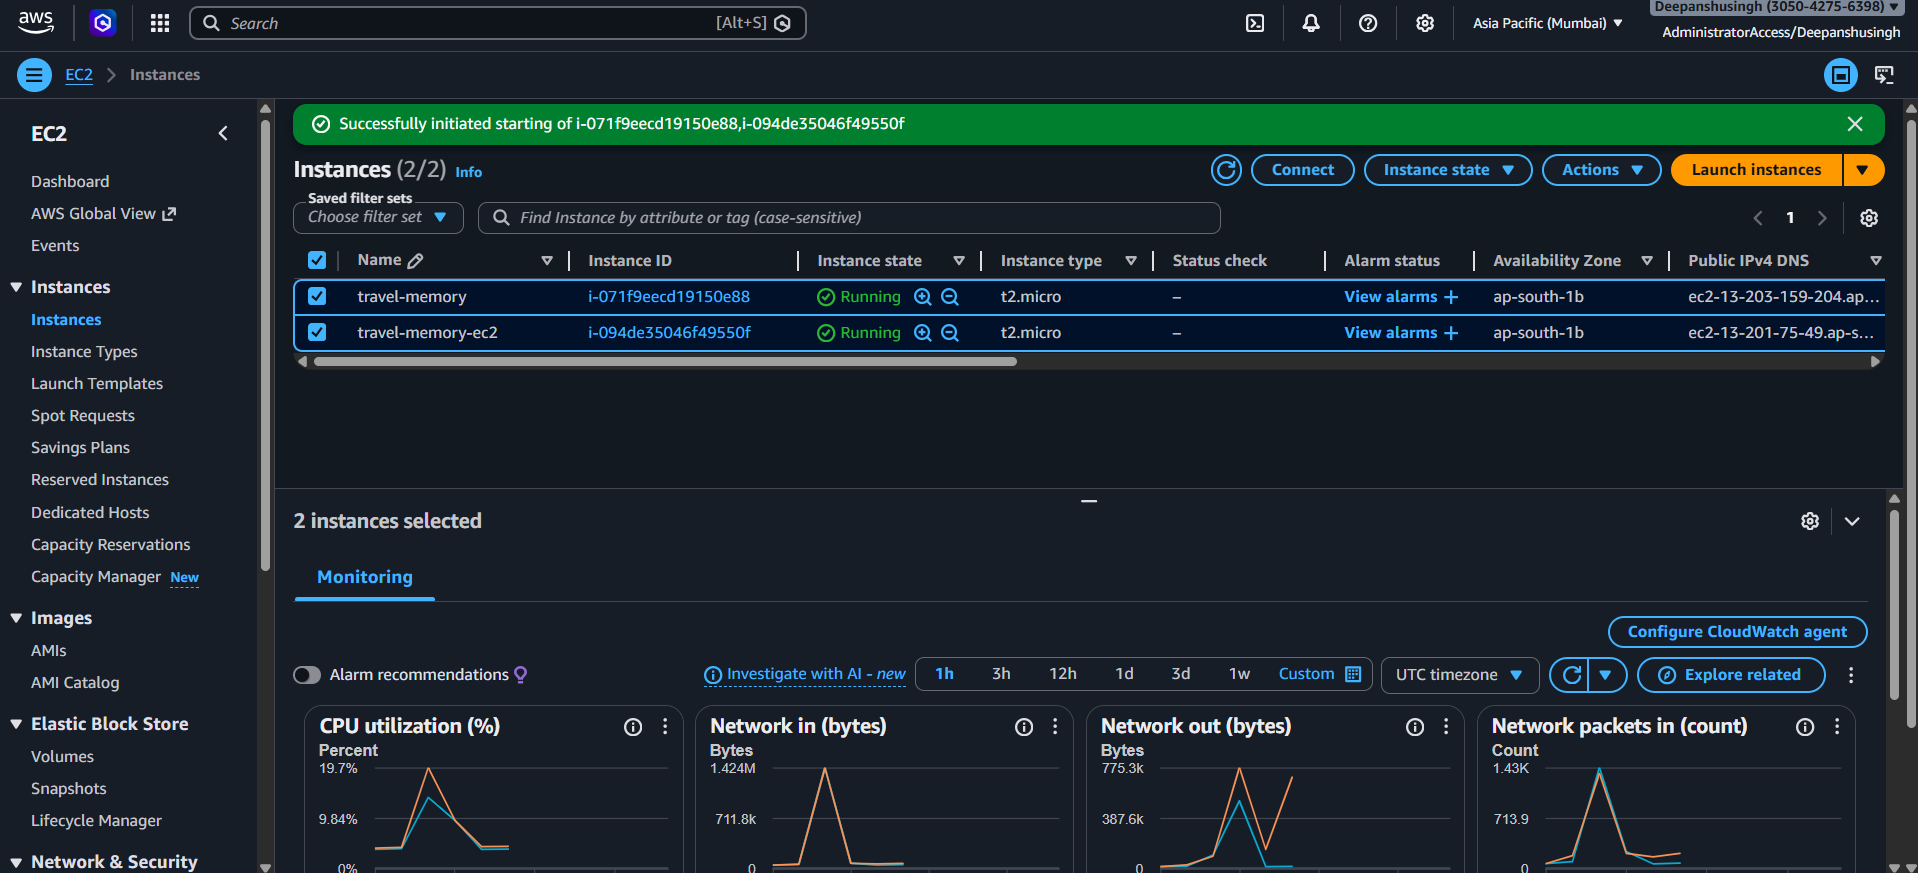 aws
Search
[Alt+S]
Asia Pacific (Mumbai)
Deepanshusingh (3050-4275-6398)
AdministratorAccess/Deepanshusingh
EC2
Instances
EC2
Dashboard
AWS Global View
Events
Instances
Instances
Instance Types
Launch Templates
Spot Requests
Savings Plans
Reserved Instances
Dedicated Hosts
Capacity Reservations
Capacity Manager New
Images
AMIs
AMI Catalog
Elastic Block Store
Volumes
Snapshots
Lifecycle Manager
Network & Security
Successfully initiated starting of i-071f9eecd19150e88,i-094de35046f49550f
Instances (2/2) Info
Connect
Instance state
Actions
Launch instances
Saved filter sets
Choose filter set
Find Instance by attribute or tag (case-sensitive)
1
Name Instance ID Instance state Instance type Status check Alarm status Availability Zone Public IPv4 DNS
travel-memory i-071f9eecd19150e88 Running t2.micro – View alarms + ap-south-1b ec2-13-203-159-204.ap...
travel-memory-ec2 i-094de35046f49550f Running t2.micro – View alarms + ap-south-1b ec2-13-201-75-49.ap-s...
2 instances selected
Monitoring
Configure CloudWatch agent
Alarm recommendations
Investigate with AI - new
1h 3h 12h 1d 3d 1w Custom
UTC timezone
Explore related
CPU utilization (%)
Percent
19.7%
9.84%
0%
Network in (bytes)
Bytes
1.424M
711.8k
0
Network out (bytes)
Bytes
775.3k
387.6k
0
Network packets in (count)
Count
1.43K
713.9
0